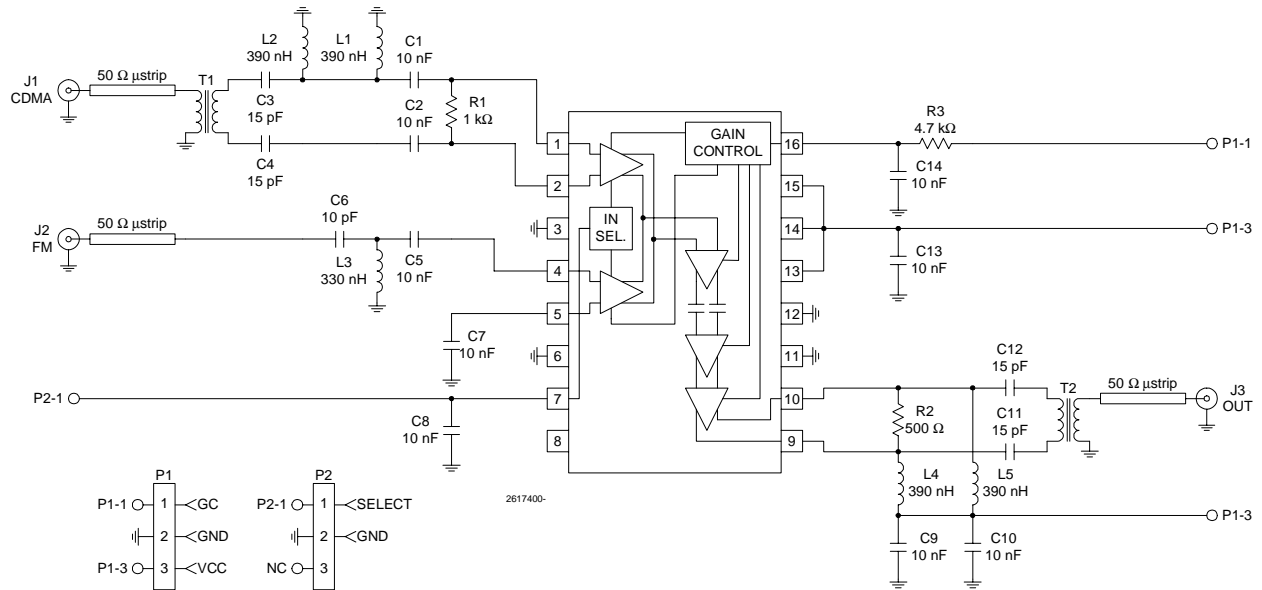 J1
CDMA
50 Ω µstrip
T1
C3
15 pF
C4
15 pF
L2
390 nH
L1
390 nH
C1
10 nF
C2
10 nF
R1
1 kΩ
J2
FM
50 Ω µstrip
C6
10 pF
L3
330 nH
C5
10 nF
C7
10 nF
P2-1
C8
10 nF
1
2
3
4
5
6
7
8
IN
SEL.
GAIN
CONTROL
16
15
14
13
12
11
10
9
R3
4.7 kΩ
P1-1
C14
10 nF
P1-3
C13
10 nF
C12
15 pF
R2
500 Ω
C11
15 pF
T2
50 Ω µstrip
J3
OUT
L4
390 nH
L5
390 nH
P1-3
C9
10 nF
C10
10 nF
P1
P1-1 1 GC
2 GND
P1-3 3 VCC
P2
P2-1 1 SELECT
2 GND
NC 3
2617400-